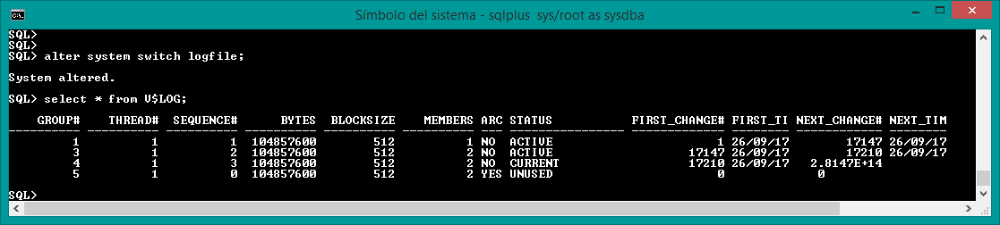 Símbolo del sistema - sqlplus sys/root as sysdba
SQL>
SQL>
SQL> alter system switch logfile;
System altered.
SQL> select * from V$LOG;
GROUP# THREAD# SEQUENCE# BYTES BLOCKSIZE MEMBERS ARC STATUS FIRST_CHANGE# FIRST_TI NEXT_CHANGE# NEXT_TIM
---------- ---------- ---------- ---------- ---------- ---------- --- ---------------- ------------- -------- ------------ --------
1 1 1 104857600 512 1 NO ACTIVE 1 26/09/17 17147 26/09/17
3 1 2 104857600 512 2 NO ACTIVE 17147 26/09/17 17210 26/09/17
4 1 3 104857600 512 2 NO CURRENT 17210 26/09/17 2.8147E+14
5 1 0 104857600 512 2 YES UNUSED 0 0
SQL>